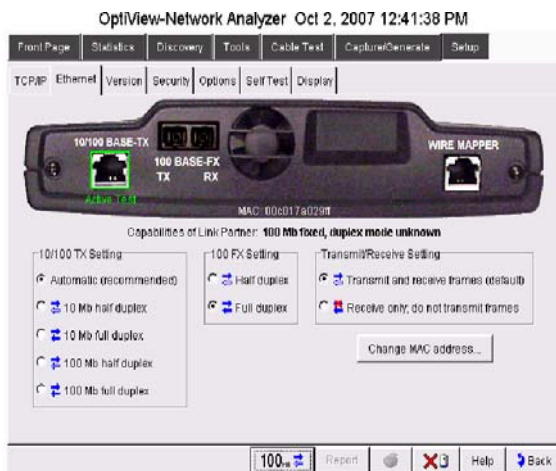 OptiView-Network Analyzer Oct 2, 2007 12:41:38 PM
Front Page Statistics Discovery Tools Cable Test Capture/Generate Setup
TCP/IP Ethernet Version Security Options Self Test Display
10/100 BASE-TX
100 BASE-FX
TX RX
WIRE MAPPER
Active Test
MAC: 00c017a029ff
Capabilities of Link Partner: 100 Mb fixed, duplex mode unknown
10/100 TX Setting
Automatic (recommended)
10 Mb half duplex
10 Mb full duplex
100 Mb half duplex
100 Mb full duplex
100 FX Setting
Half duplex
Full duplex
Transmit/Receive Setting
Transmit and receive frames (default)
Receive only; do not transmit frames
Change MAC address...
100 Report Help Back